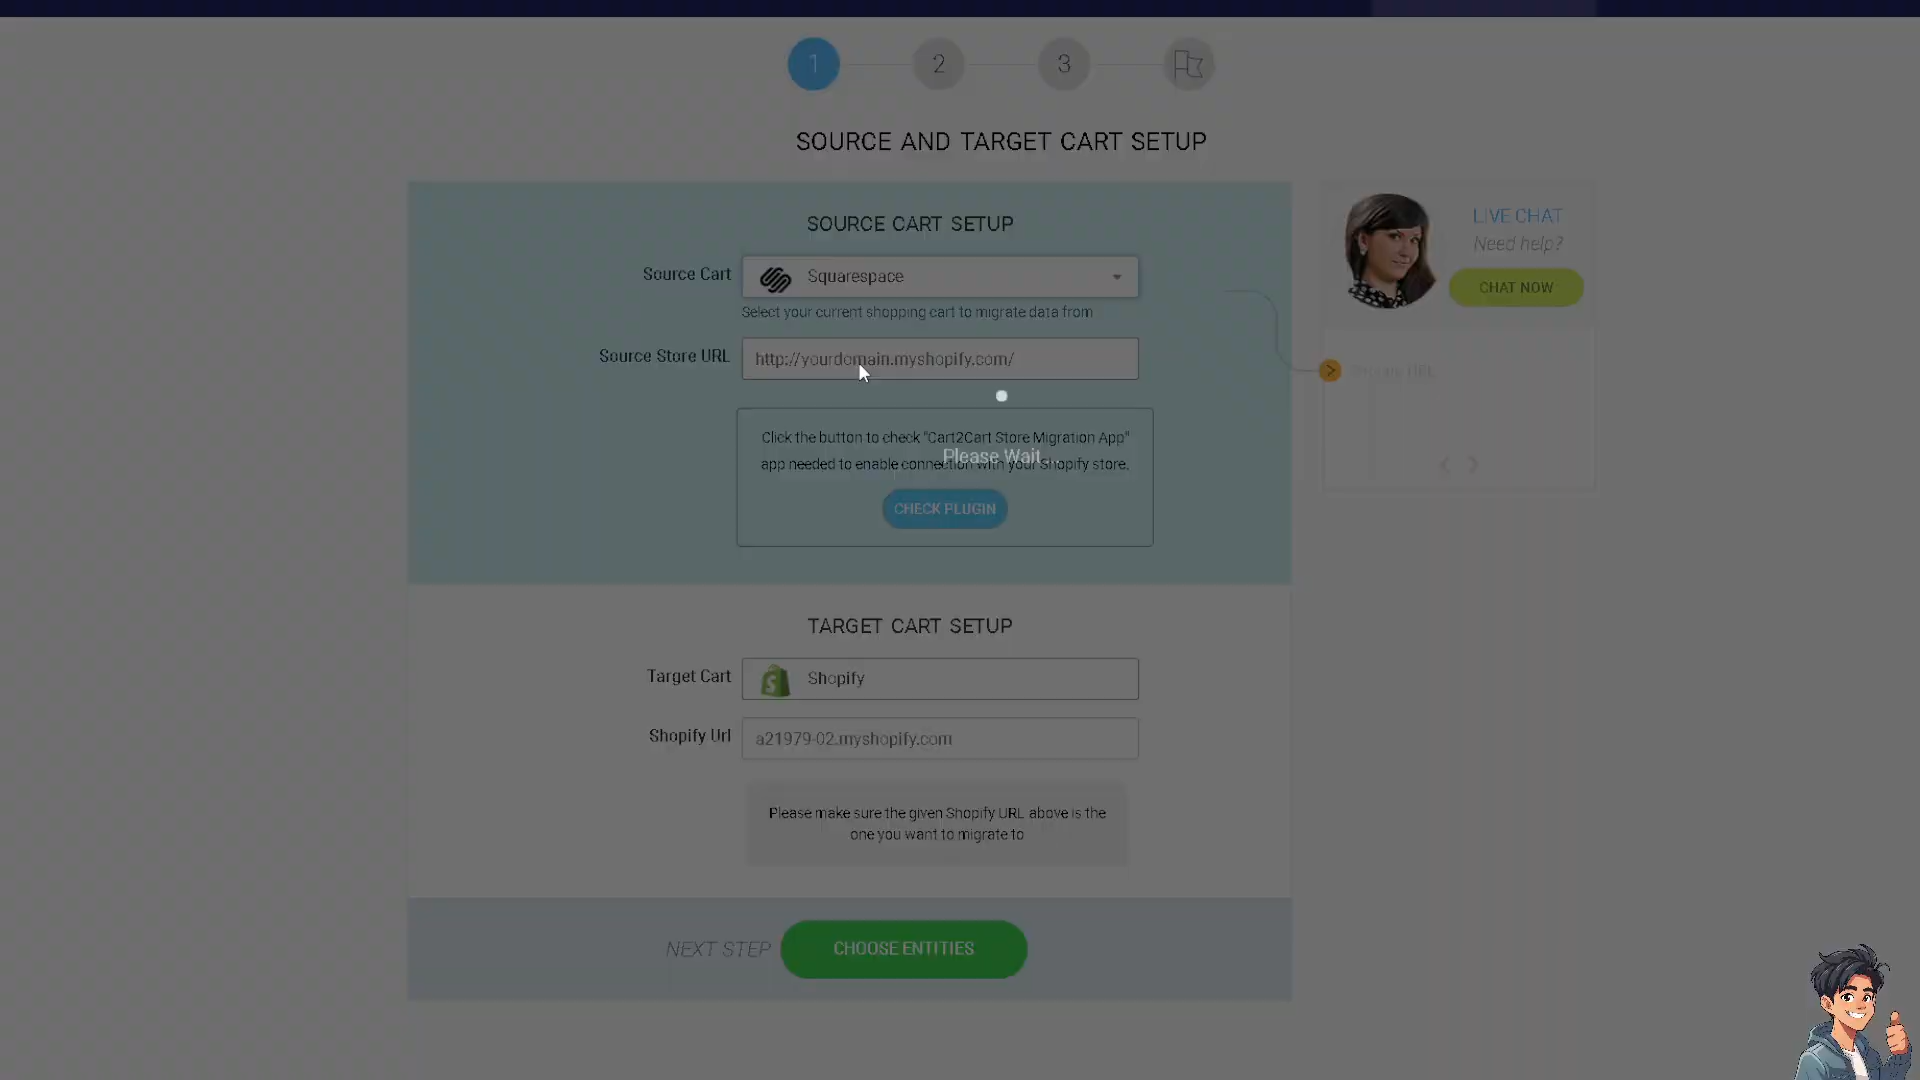 1
2
3
SOURCE AND TARGET CART SETUP
SOURCE CART SETUP
Source Cart
Squarespace
Select your current shopping cart to migrate data from
Source Store URL
http://yourdomain.myshopify.com/
Click the button to check "Cart2Cart Store Migration App"
app needed to enable connection with your Shopify store.
Please Wait...
CHECK PLUGIN
LIVE CHAT
Need help?
CHAT NOW
URL
TARGET CART SETUP
Target Cart
Shopify
Shopify Url
a21979-02.myshopify.com
Please make sure the given Shopify URL above is the
one you want to migrate to
NEXT STEP
CHOOSE ENTITIES